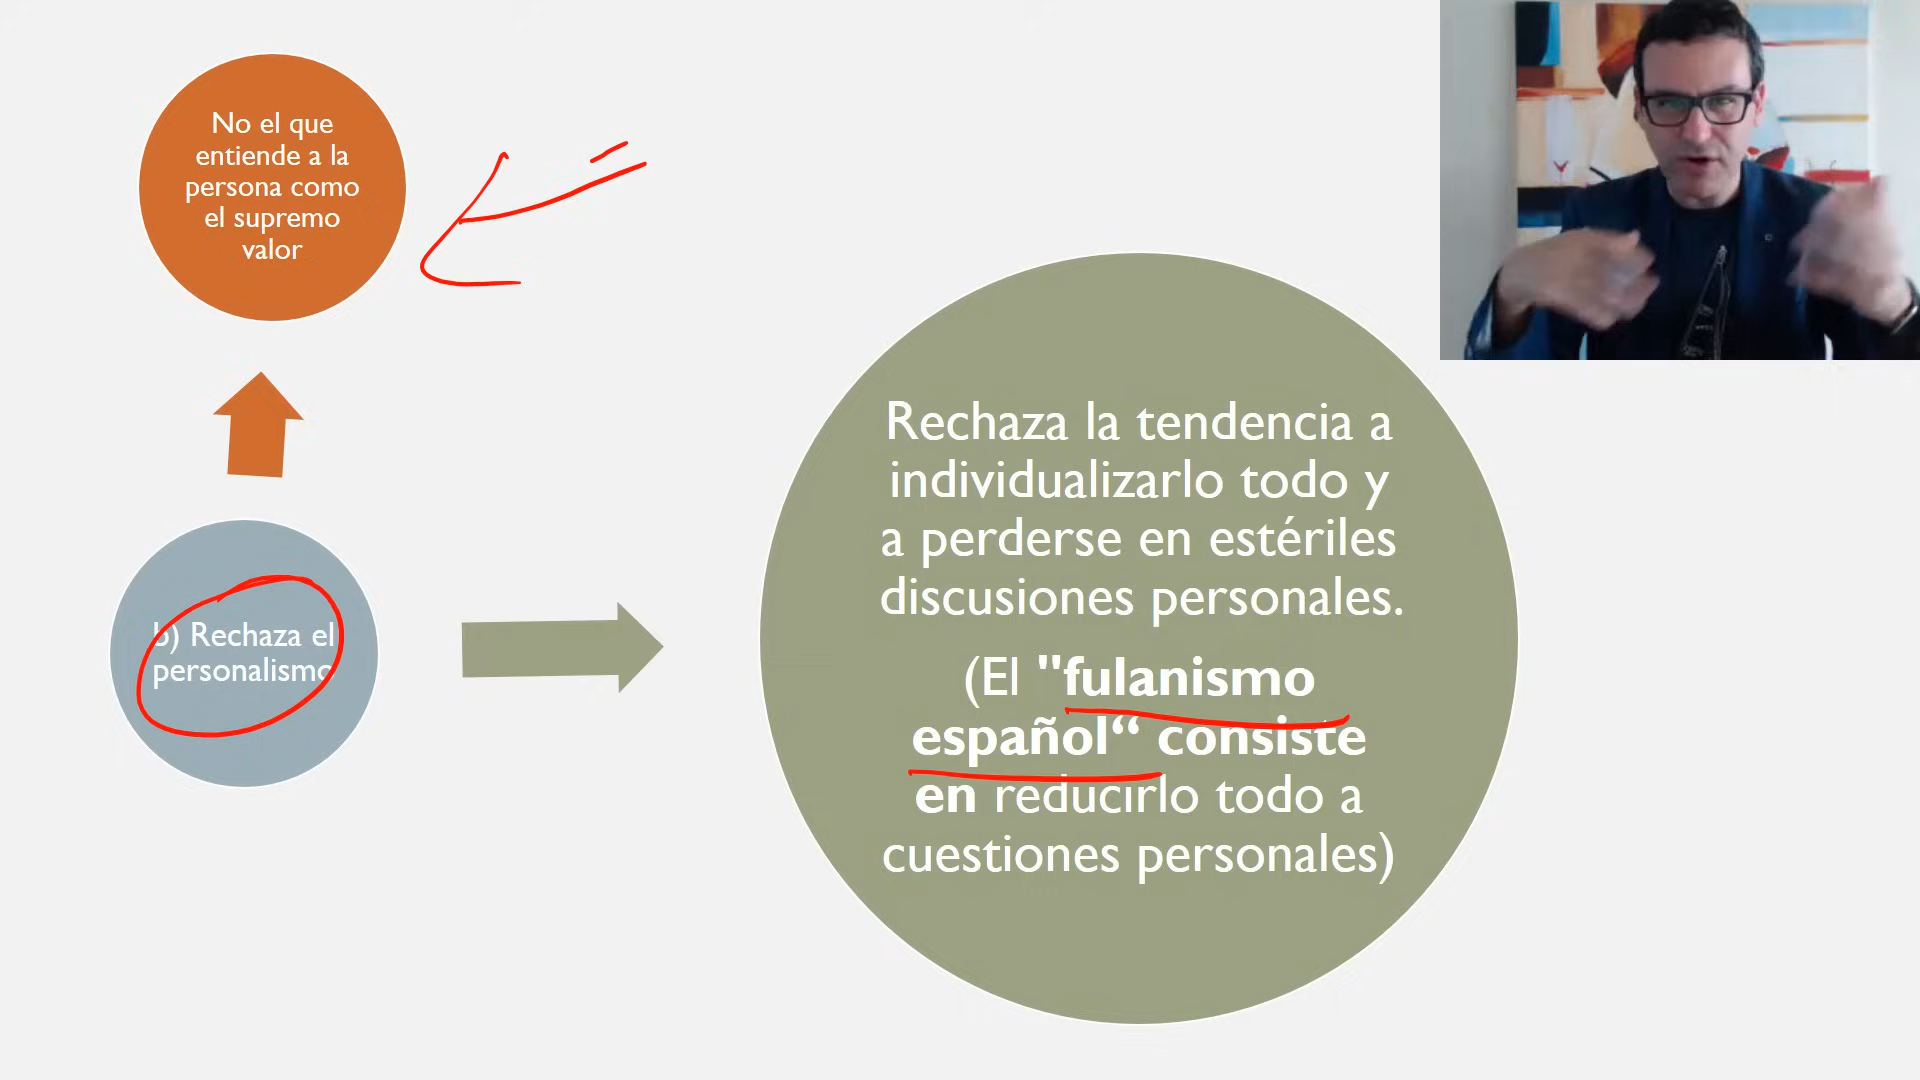 No el que
entiende a la
persona como
el supremo
valor
b) Rechaza el
personalismo
Rechaza la tendencia a
individualizarlo todo y
a perderse en estériles
discusiones personales.
(El "fulanismo
español“ consiste
en reducirlo todo a
cuestiones personales)